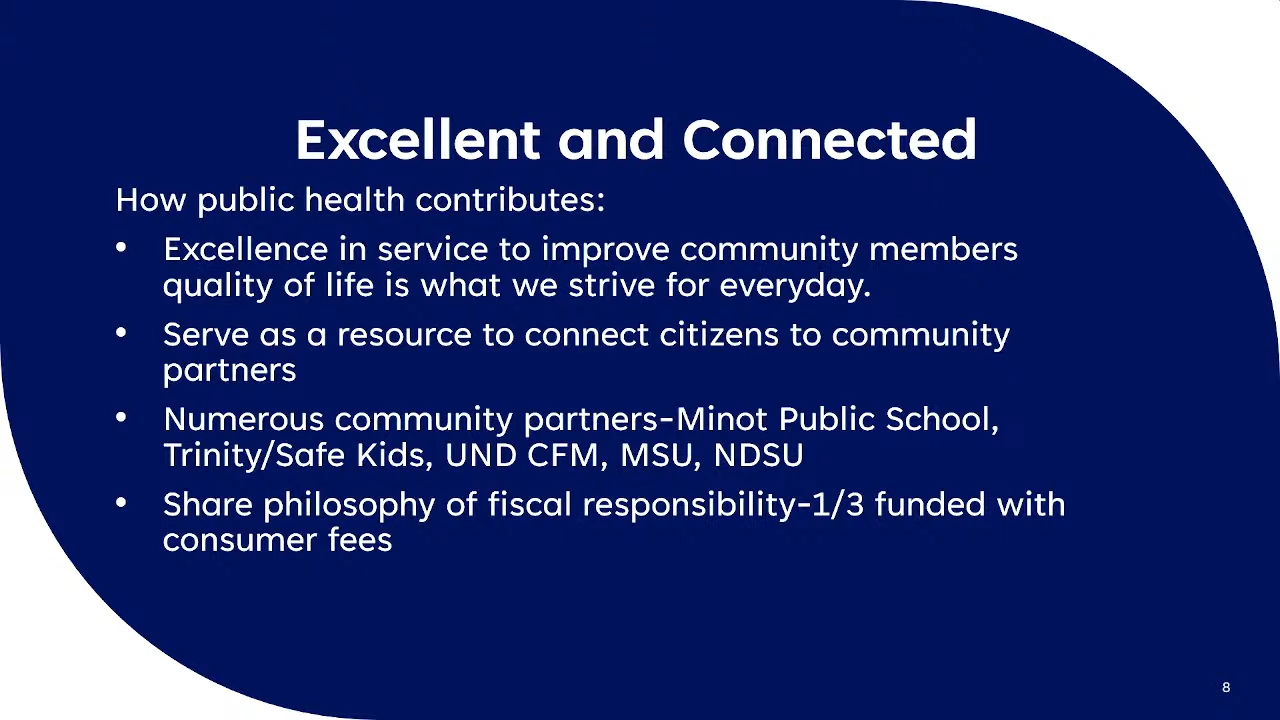 Excellent and Connected
How public health contributes:
• Excellence in service to improve community members
quality of life is what we strive for everyday.
• Serve as a resource to connect citizens to community
partners
• Numerous community partners-Minot Public School,
Trinity/Safe Kids, UND CFM, MSU, NDSU
• Share philosophy of fiscal responsibility-1/3 funded with
consumer fees
8